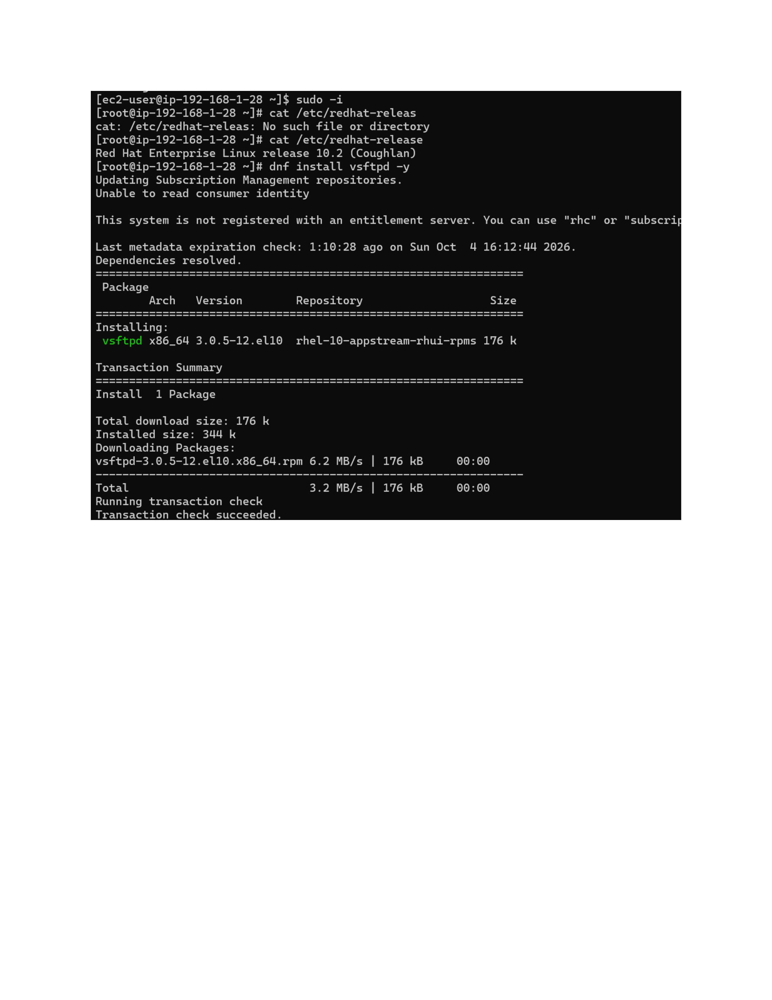 [ec2-user@ip-192-168-1-28 ~]$ sudo -i
[root@ip-192-168-1-28 ~]# cat /etc/redhat-releas
cat: /etc/redhat-releas: No such file or directory
[root@ip-192-168-1-28 ~]# cat /etc/redhat-release
Red Hat Enterprise Linux release 10.2 (Coughlan)
[root@ip-192-168-1-28 ~]# dnf install vsftpd -y
Updating Subscription Management repositories.
Unable to read consumer identity
This system is not registered with an entitlement server. You can use "rhc" or "subscrip
Last metadata expiration check: 1:10:28 ago on Sun Oct  4 16:12:44 2026.
Dependencies resolved.
================================================================
 Package
        Arch   Version        Repository                   Size
================================================================
Installing:
 vsftpd x86_64 3.0.5-12.el10  rhel-10-appstream-rhui-rpms 176 k
Transaction Summary
================================================================
Install  1 Package
Total download size: 176 k
Installed size: 344 k
Downloading Packages:
vsftpd-3.0.5-12.el10.x86_64.rpm 6.2 MB/s | 176 kB     00:00
----------------------------------------------------------------
Total                           3.2 MB/s | 176 kB     00:00
Running transaction check
Transaction check succeeded.